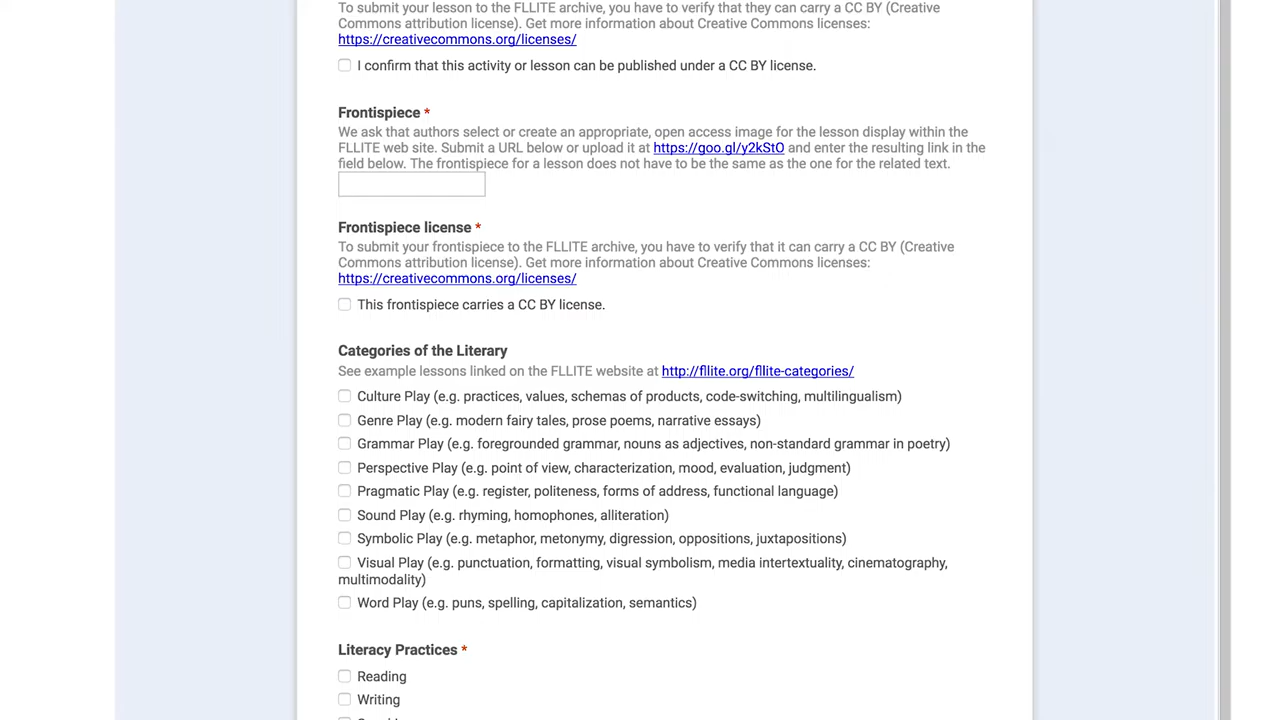 To submit your lesson to the FLLITE archive, you have to verify that they can carry a CC BY (Creative
Commons attribution license). Get more information about Creative Commons licenses:
https://creativecommons.org/licenses/
I confirm that this activity or lesson can be published under a CC BY license.
Frontispiece *
We ask that authors select or create an appropriate, open access image for the lesson display within the
FLLITE web site. Submit a URL below or upload it at https://goo.gl/y2kStO and enter the resulting link in the
field below. The frontispiece for a lesson does not have to be the same as the one for the related text.
Frontispiece license *
To submit your frontispiece to the FLLITE archive, you have to verify that it can carry a CC BY (Creative
Commons attribution license). Get more information about Creative Commons licenses:
https://creativecommons.org/licenses/
This frontispiece carries a CC BY license.
Categories of the Literary
See example lessons linked on the FLLITE website at http://fllite.org/fllite-categories/
Culture Play (e.g. practices, values, schemas of products, code-switching, multilingualism)
Genre Play (e.g. modern fairy tales, prose poems, narrative essays)
Grammar Play (e.g. foregrounded grammar, nouns as adjectives, non-standard grammar in poetry)
Perspective Play (e.g. point of view, characterization, mood, evaluation, judgment)
Pragmatic Play (e.g. register, politeness, forms of address, functional language)
Sound Play (e.g. rhyming, homophones, alliteration)
Symbolic Play (e.g. metaphor, metonymy, digression, oppositions, juxtapositions)
Visual Play (e.g. punctuation, formatting, visual symbolism, media intertextuality, cinematography,
multimodality)
Word Play (e.g. puns, spelling, capitalization, semantics)
Literacy Practices *
Reading
Writing